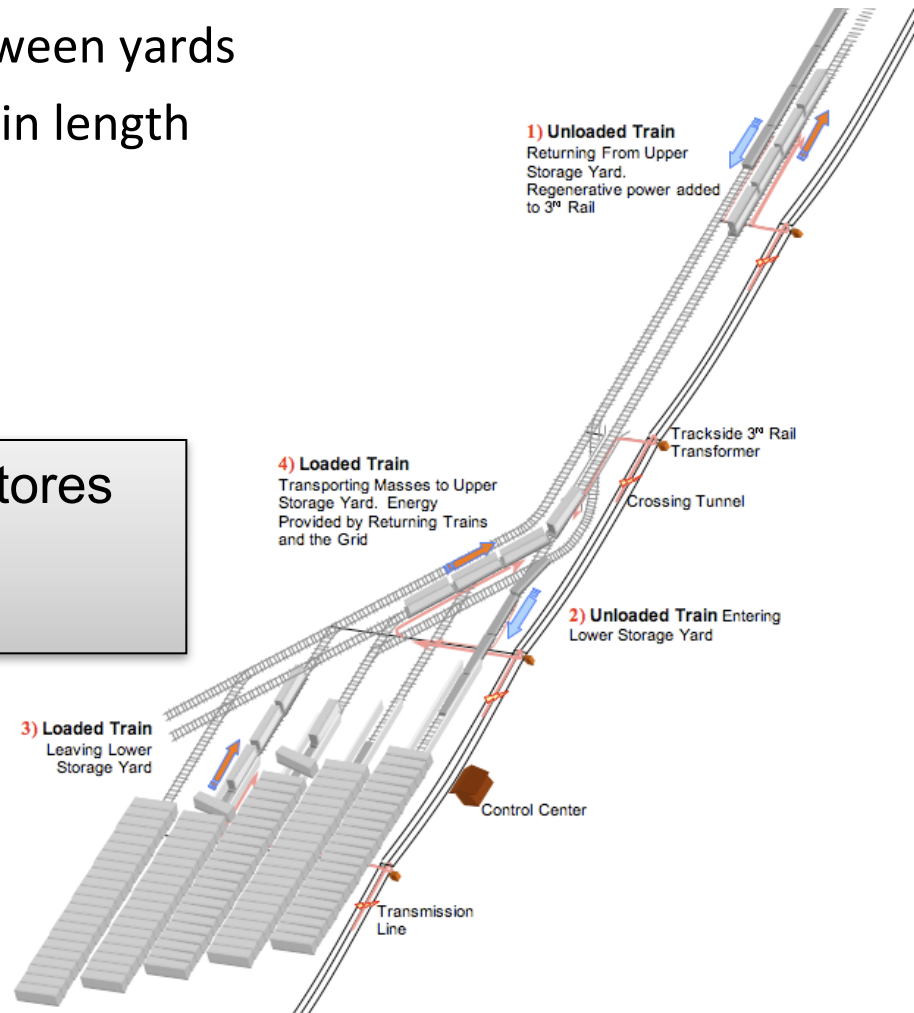 ween yards
in length
1) Unloaded Train
Returning From Upper
Storage Yard.
Regenerative power added
to 3rd Rail
Trackside 3rd Rail
Transformer
tores
4) Loaded Train
Transporting Masses to Upper
Storage Yard. Energy
Provided by Returning Trains
and the Grid
Crossing Tunnel
2) Unloaded Train Entering
Lower Storage Yard
3) Loaded Train
Leaving Lower
Storage Yard
Control Center
Transmission
Line